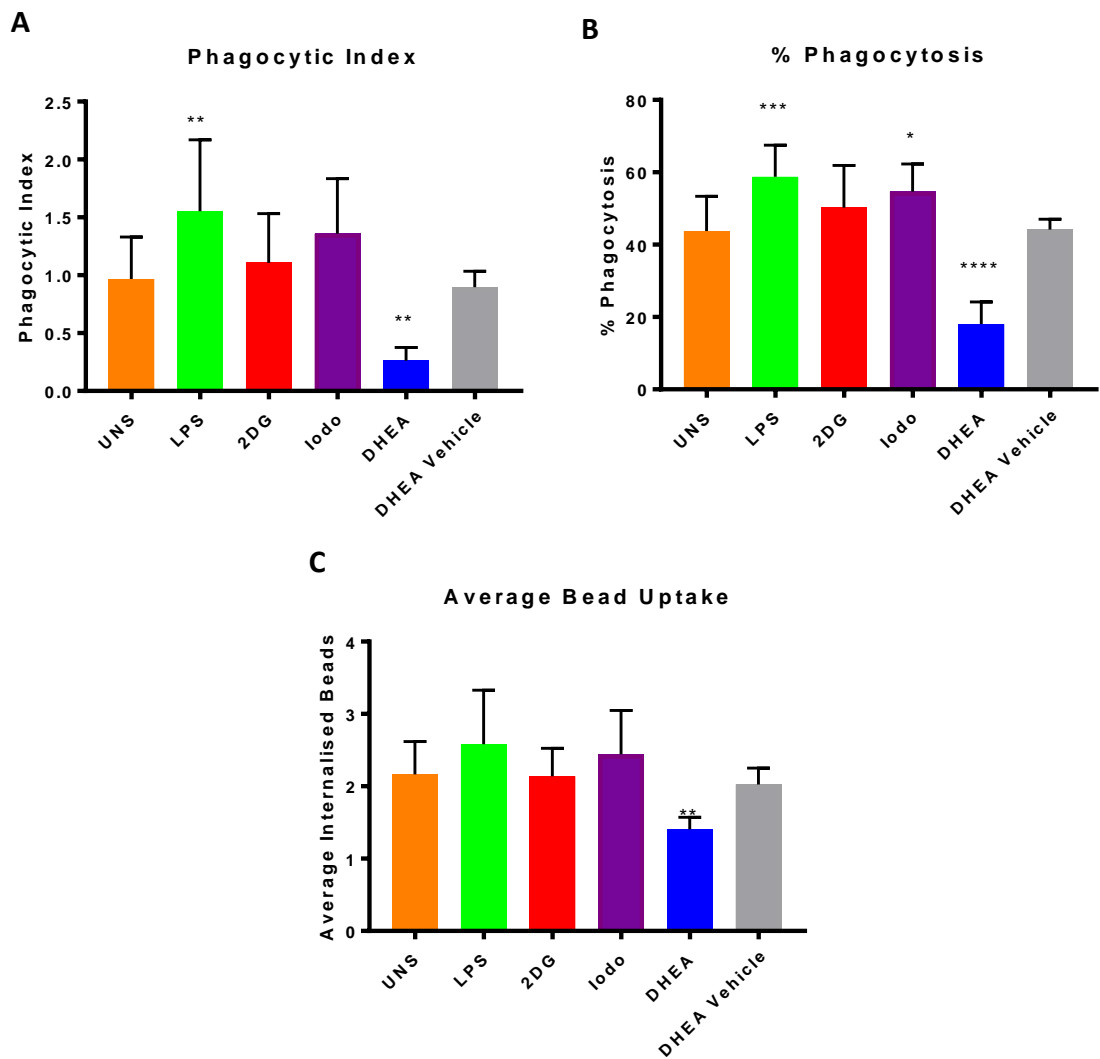 A
Phagocytic Index
Phagocytic Index
2.5
2.0
1.5
1.0
0.5
0.0
**
**
UNS
LPS
2DG
Iodo
DHEA
DHEA Vehicle
B
% Phagocytosis
% Phagocytosis
80
60
40
20
0
***
*
****
UNS
LPS
2DG
Iodo
DHEA
DHEA Vehicle
C
Average Bead Uptake
Average Internalised Beads
4
3
2
1
0
**
UNS
LPS
2DG
Iodo
DHEA
DHEA Vehicle